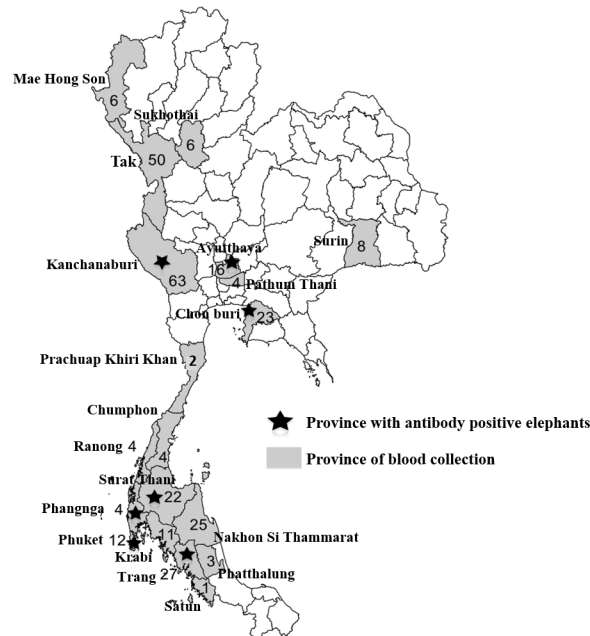 Mae Hong Son
6
Sukhothai
6
Tak
50
Surin
8
Ayutthaya
Kanchanaburi
16
63
4
Pathum Thani
Chon buri
23
Prachuap Khiri Khan
2
Chumphon
Province with antibody positive elephants
Ranong 4
4
Province of blood collection
Surat Thani
22
Phangnga 4
25
Nakhon Si Thammarat
Phuket 12
11
Krabi
3
Trang 27
Phatthalung
1
Satun